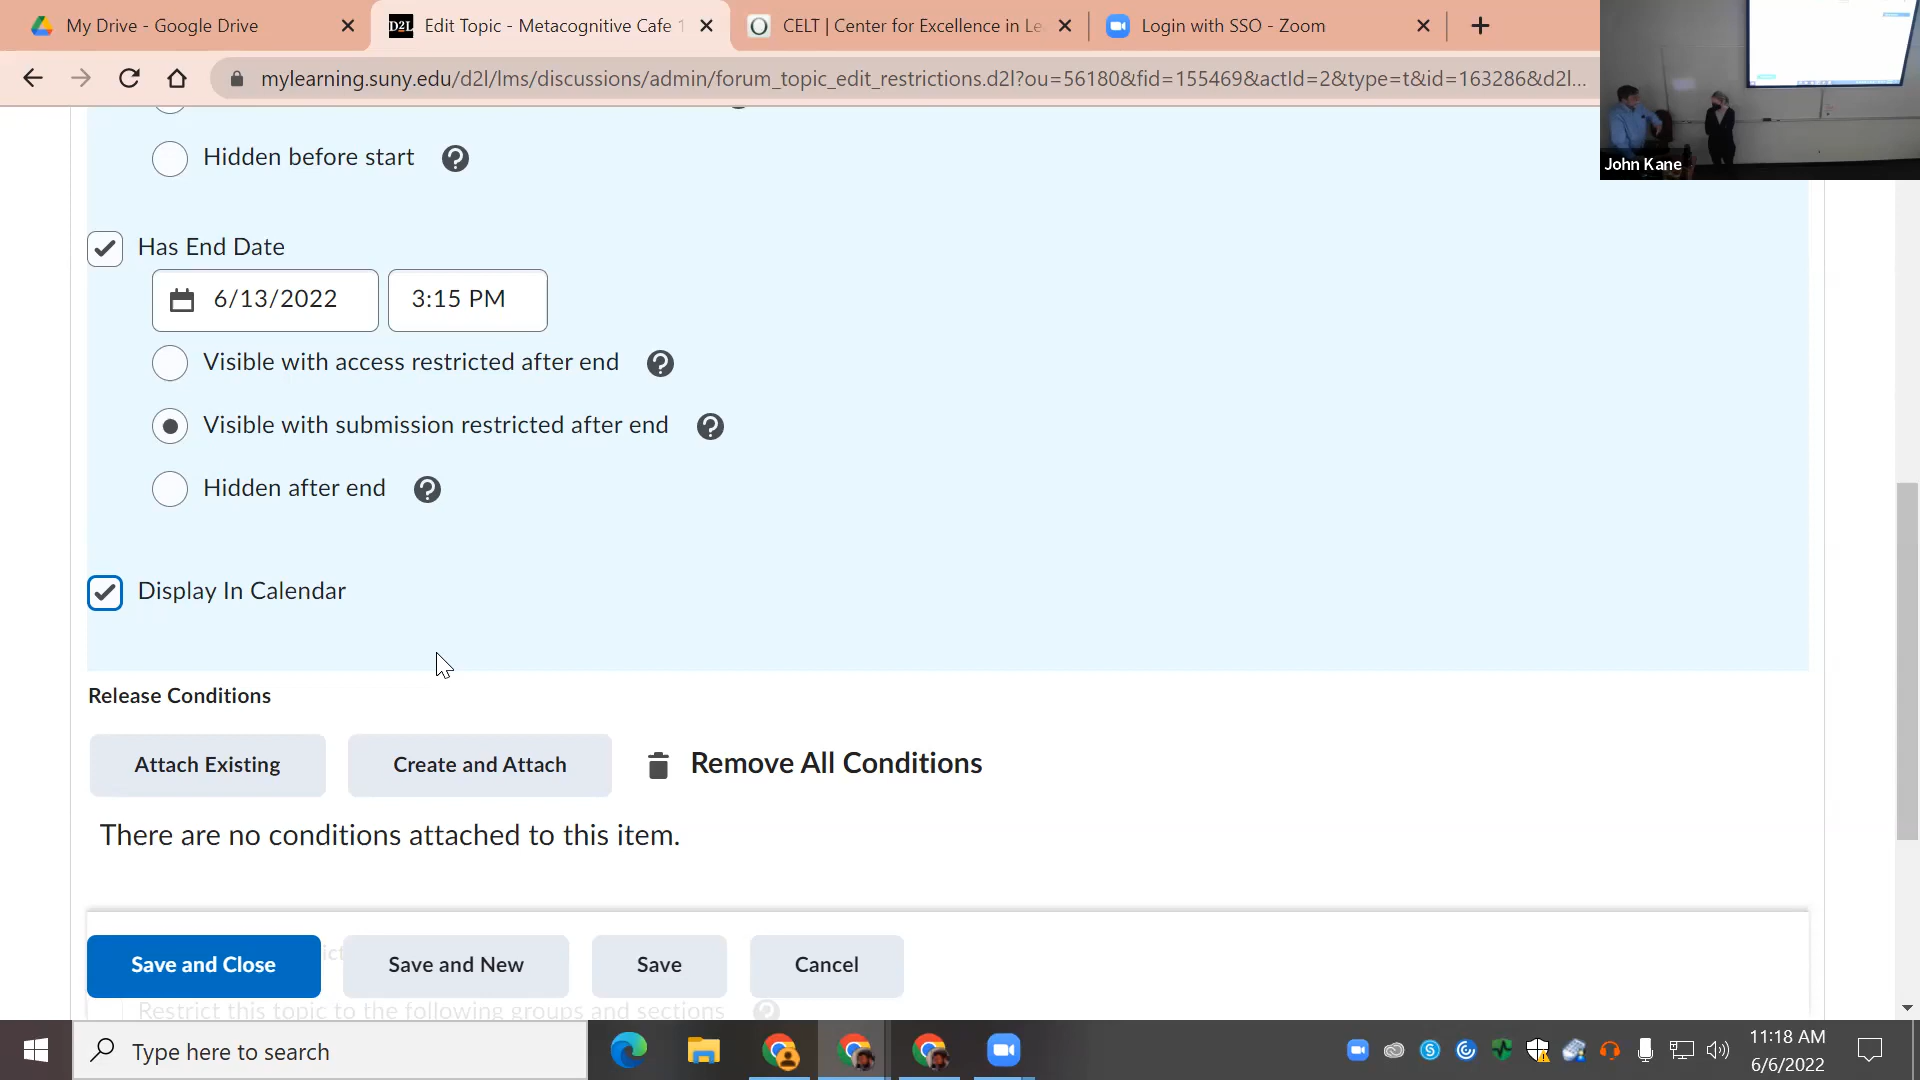 My Drive - Google Drive
D2L Edit Topic - Metacognitive Cafe
CELT | Center for Excellence in Le
Login with SSO - Zoom
mylearning.suny.edu/d2l/lms/discussions/admin/forum_topic_edit_restrictions.d2l?ou=56180&fid=155469&actId=2&type=t&id=163286&d2l...
John Kane
Hidden before start
Has End Date
6/13/2022 3:15 PM
Visible with access restricted after end
Visible with submission restricted after end
Hidden after end
Display In Calendar
Release Conditions
Attach Existing
Create and Attach
Remove All Conditions
There are no conditions attached to this item.
Save and Close
Save and New
Save
Cancel
Restrict this topic to the following groups and sections
Type here to search
11:18 AM
6/6/2022